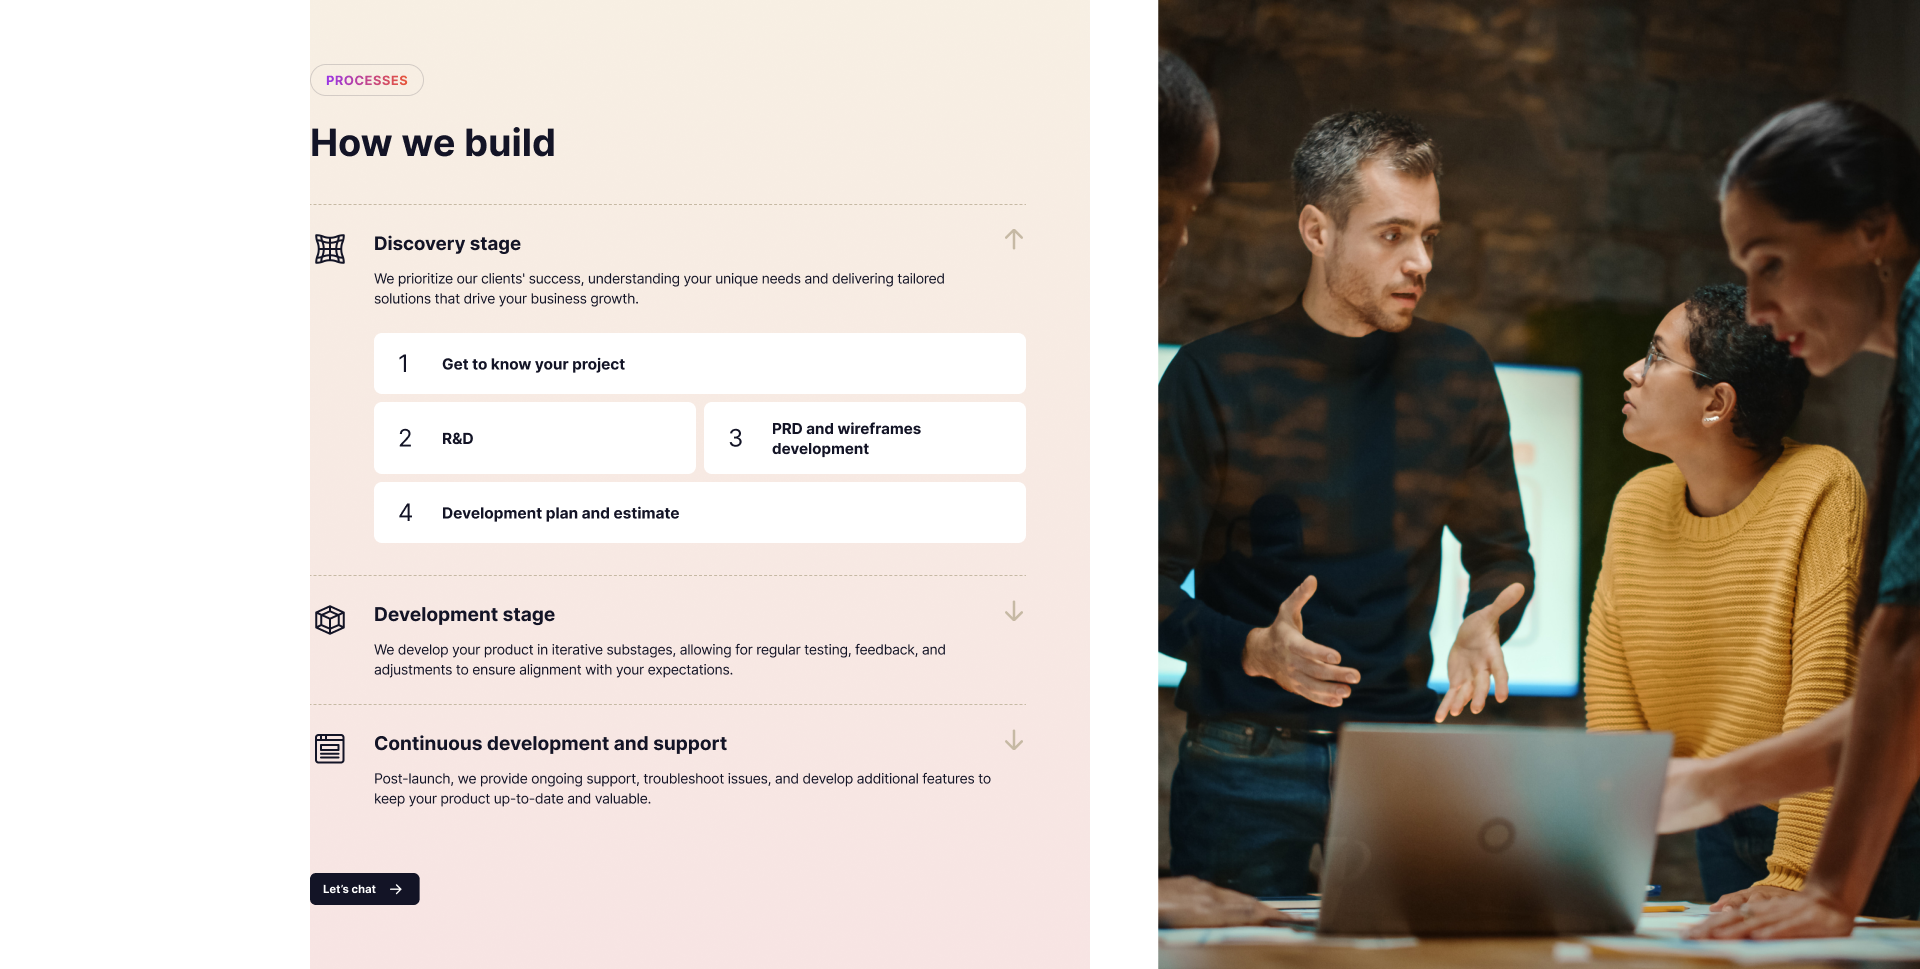 PROCESSES
How we build
Discovery stage
We prioritize our clients' success, understanding your unique needs and delivering tailored
solutions that drive your business growth.
1 Get to know your project
2 R&D
3 PRD and wireframes
development
4 Development plan and estimate
Development stage
We develop your product in iterative substages, allowing for regular testing, feedback, and
adjustments to ensure alignment with your expectations.
Continuous development and support
Post-launch, we provide ongoing support, troubleshoot issues, and develop additional features to
keep your product up-to-date and valuable.
Let's chat